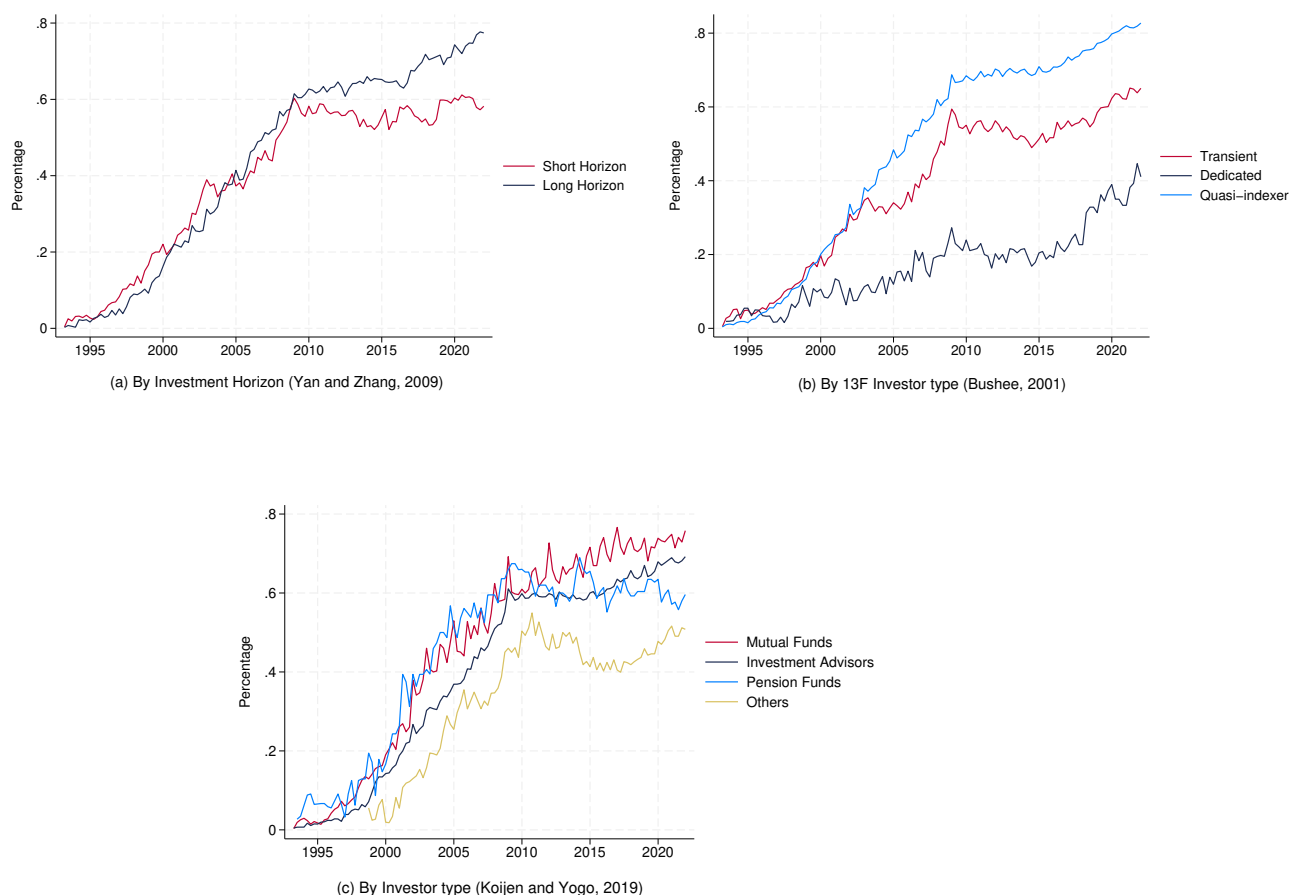 Percentage
.8
.6
.4
.2
0
1995 2000 2005 2010 2015 2020
Short Horizon
Long Horizon
(a) By Investment Horizon (Yan and Zhang, 2009)
Percentage
.8
.6
.4
.2
0
1995 2000 2005 2010 2015 2020
Transient
Dedicated
Quasi−indexer
(b) By 13F Investor type (Bushee, 2001)
Percentage
.8
.6
.4
.2
0
1995 2000 2005 2010 2015 2020
Mutual Funds
Investment Advisors
Pension Funds
Others
(c) By Investor type (Koijen and Yogo, 2019)